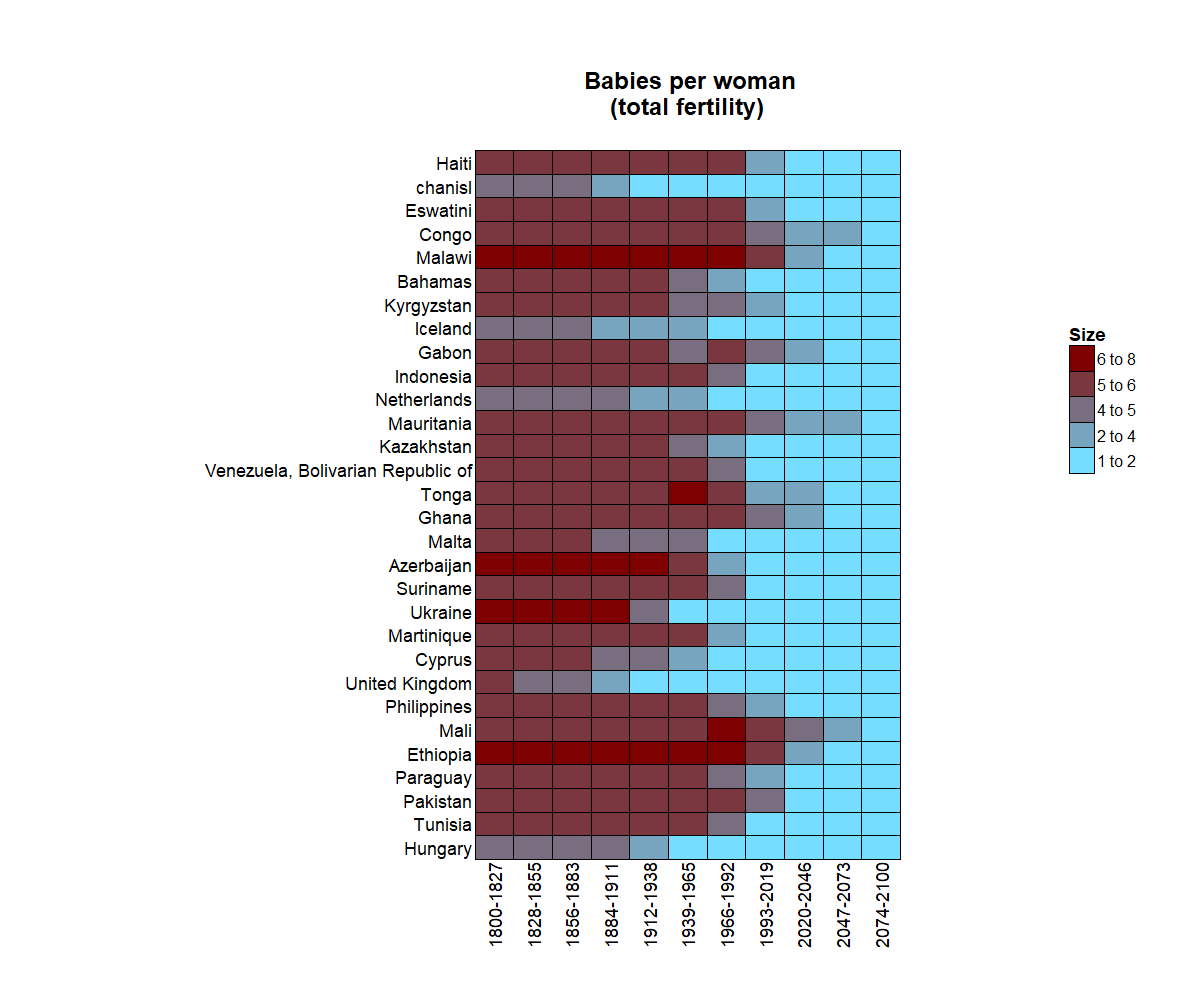 Babies per woman
(total fertility)
Haiti
chanisl
Eswatini
Congo
Malawi
Bahamas
Kyrgyzstan
Iceland
Gabon
Indonesia
Netherlands
Mauritania
Kazakhstan
Venezuela, Bolivarian Republic of
Tonga
Ghana
Malta
Azerbaijan
Suriname
Ukraine
Martinique
Cyprus
United Kingdom
Philippines
Mali
Ethiopia
Paraguay
Pakistan
Tunisia
Hungary
1800-1827
1828-1855
1856-1883
1884-1911
1912-1938
1939-1965
1966-1992
1993-2019
2020-2046
2047-2073
2074-2100
Size
6 to 8
5 to 6
4 to 5
2 to 4
1 to 2